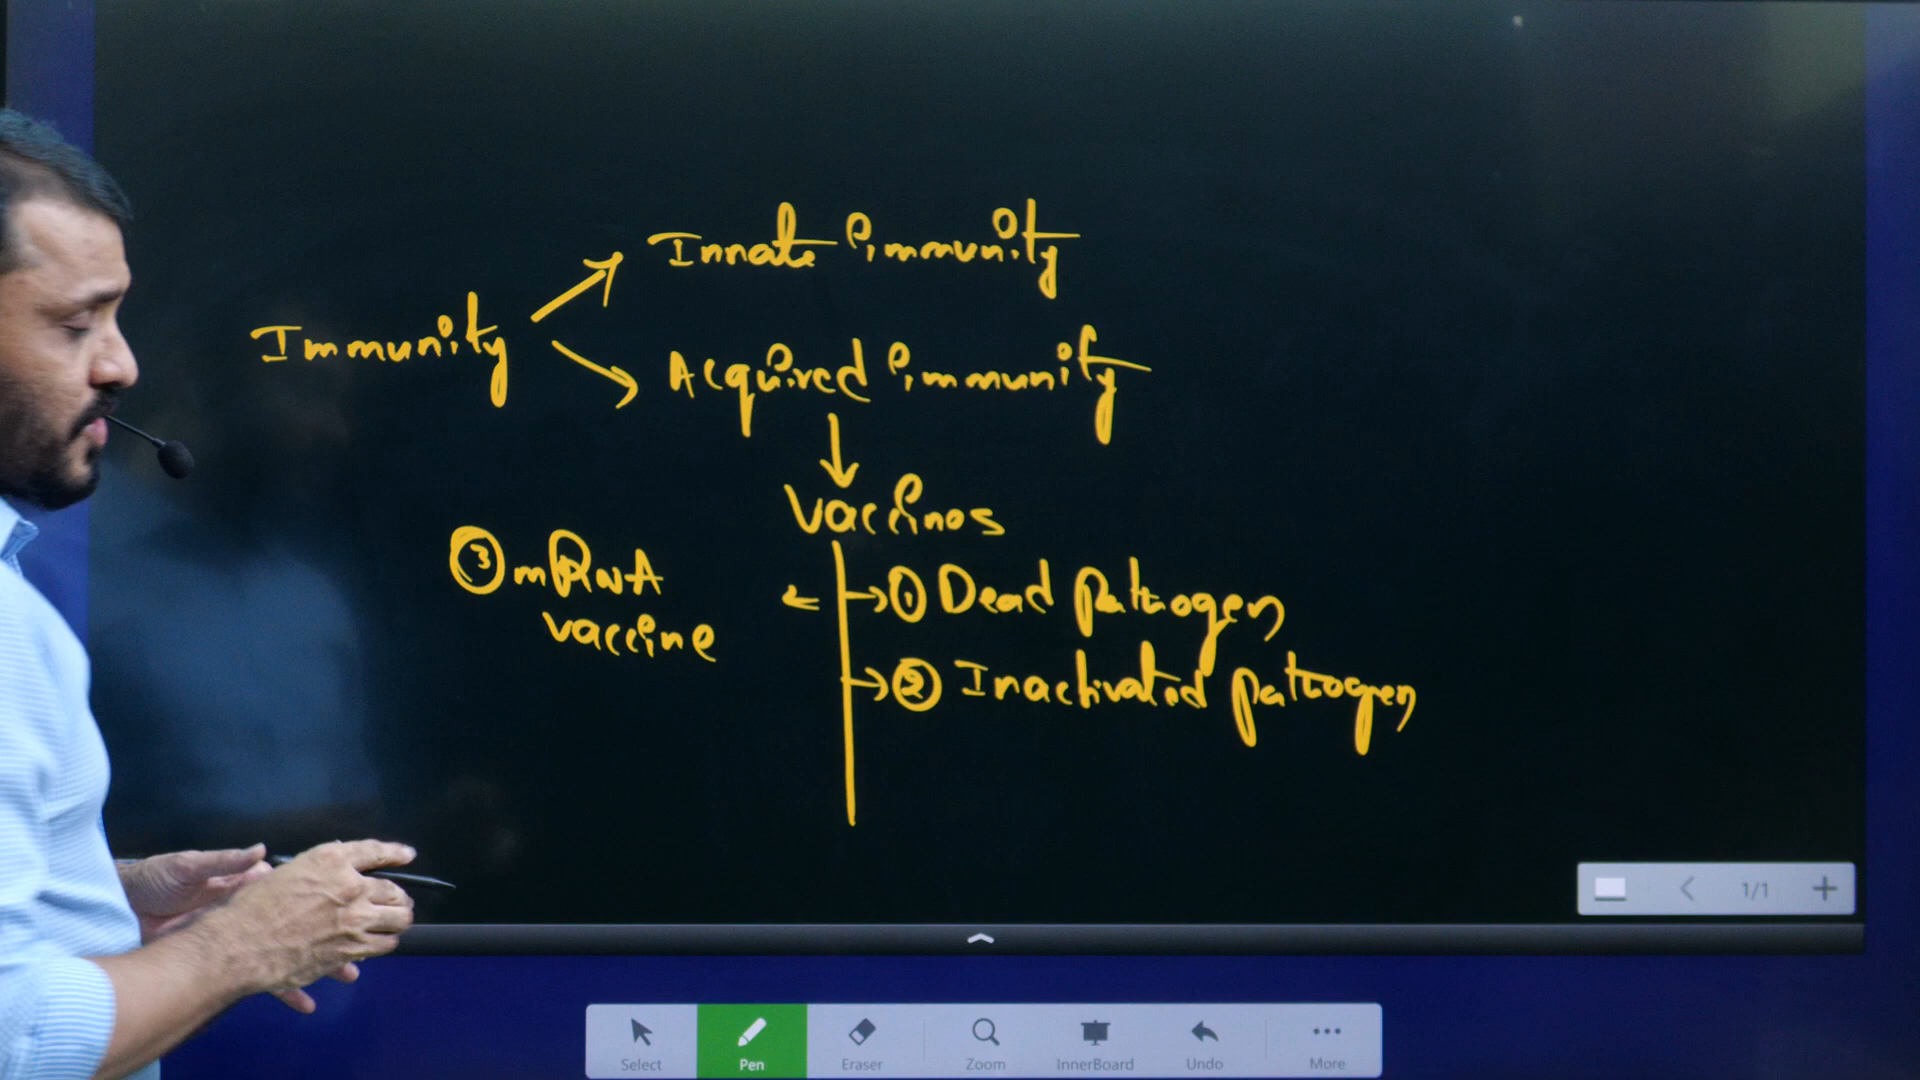 Innate immunity
Immunity
Acquired immunity
Vaccines
③ mRNA
vaccine
① Dead pathogen
② Inactivated pathogen
1/1
Select Pen Eraser Zoom InnerBoard Undo More